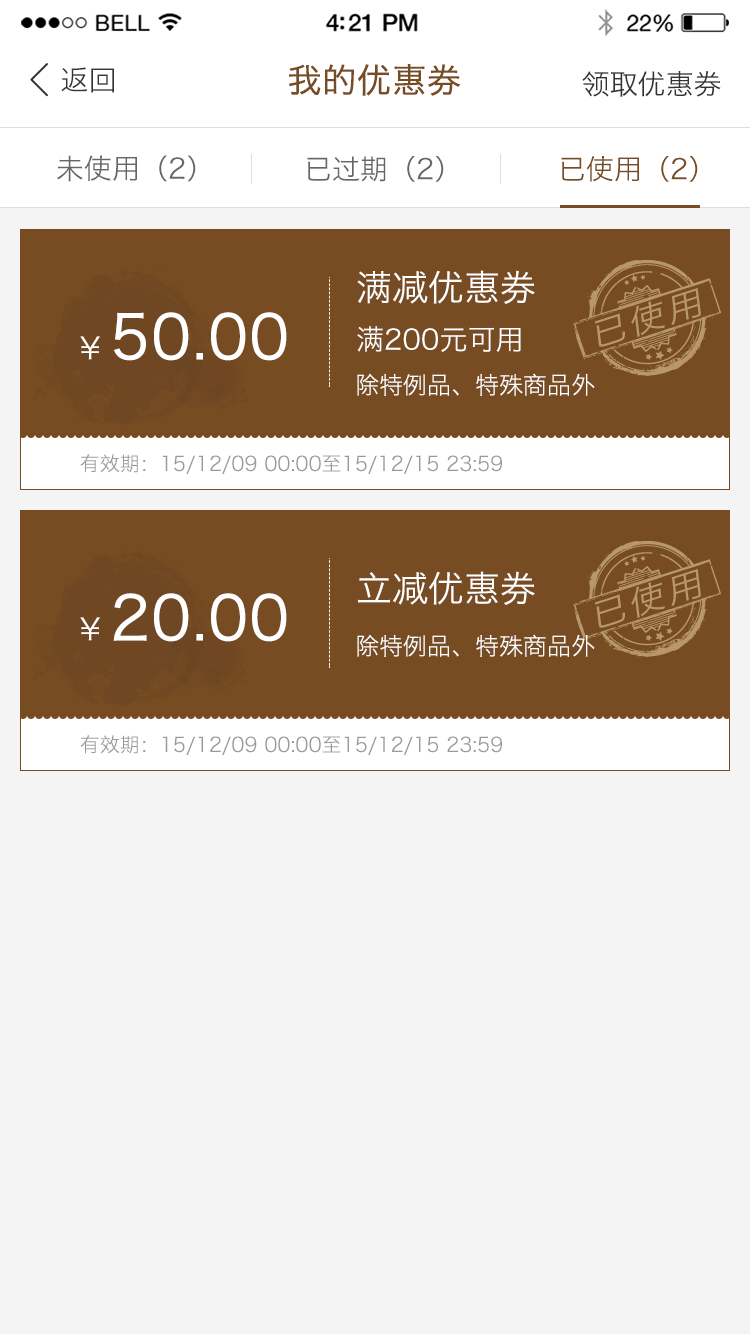 BELL 4:21 PM 22%
返回 我的优惠券 领取优惠券
未使用（2） 已过期（2） 已使用（2）
¥ 50.00
满减优惠券
满200元可用
除特例品、特殊商品外
已使用
有效期：15/12/09 00:00至15/12/15 23:59
¥ 20.00
立减优惠券
除特例品、特殊商品外
已使用
有效期：15/12/09 00:00至15/12/15 23:59